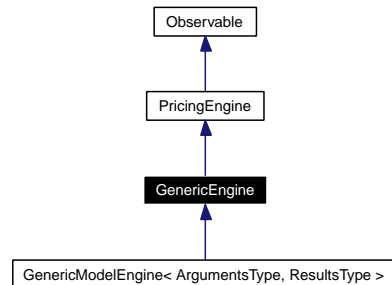 Observable
PricingEngine
GenericEngine
GenericModelEngine< ArgumentsType, ResultsType >